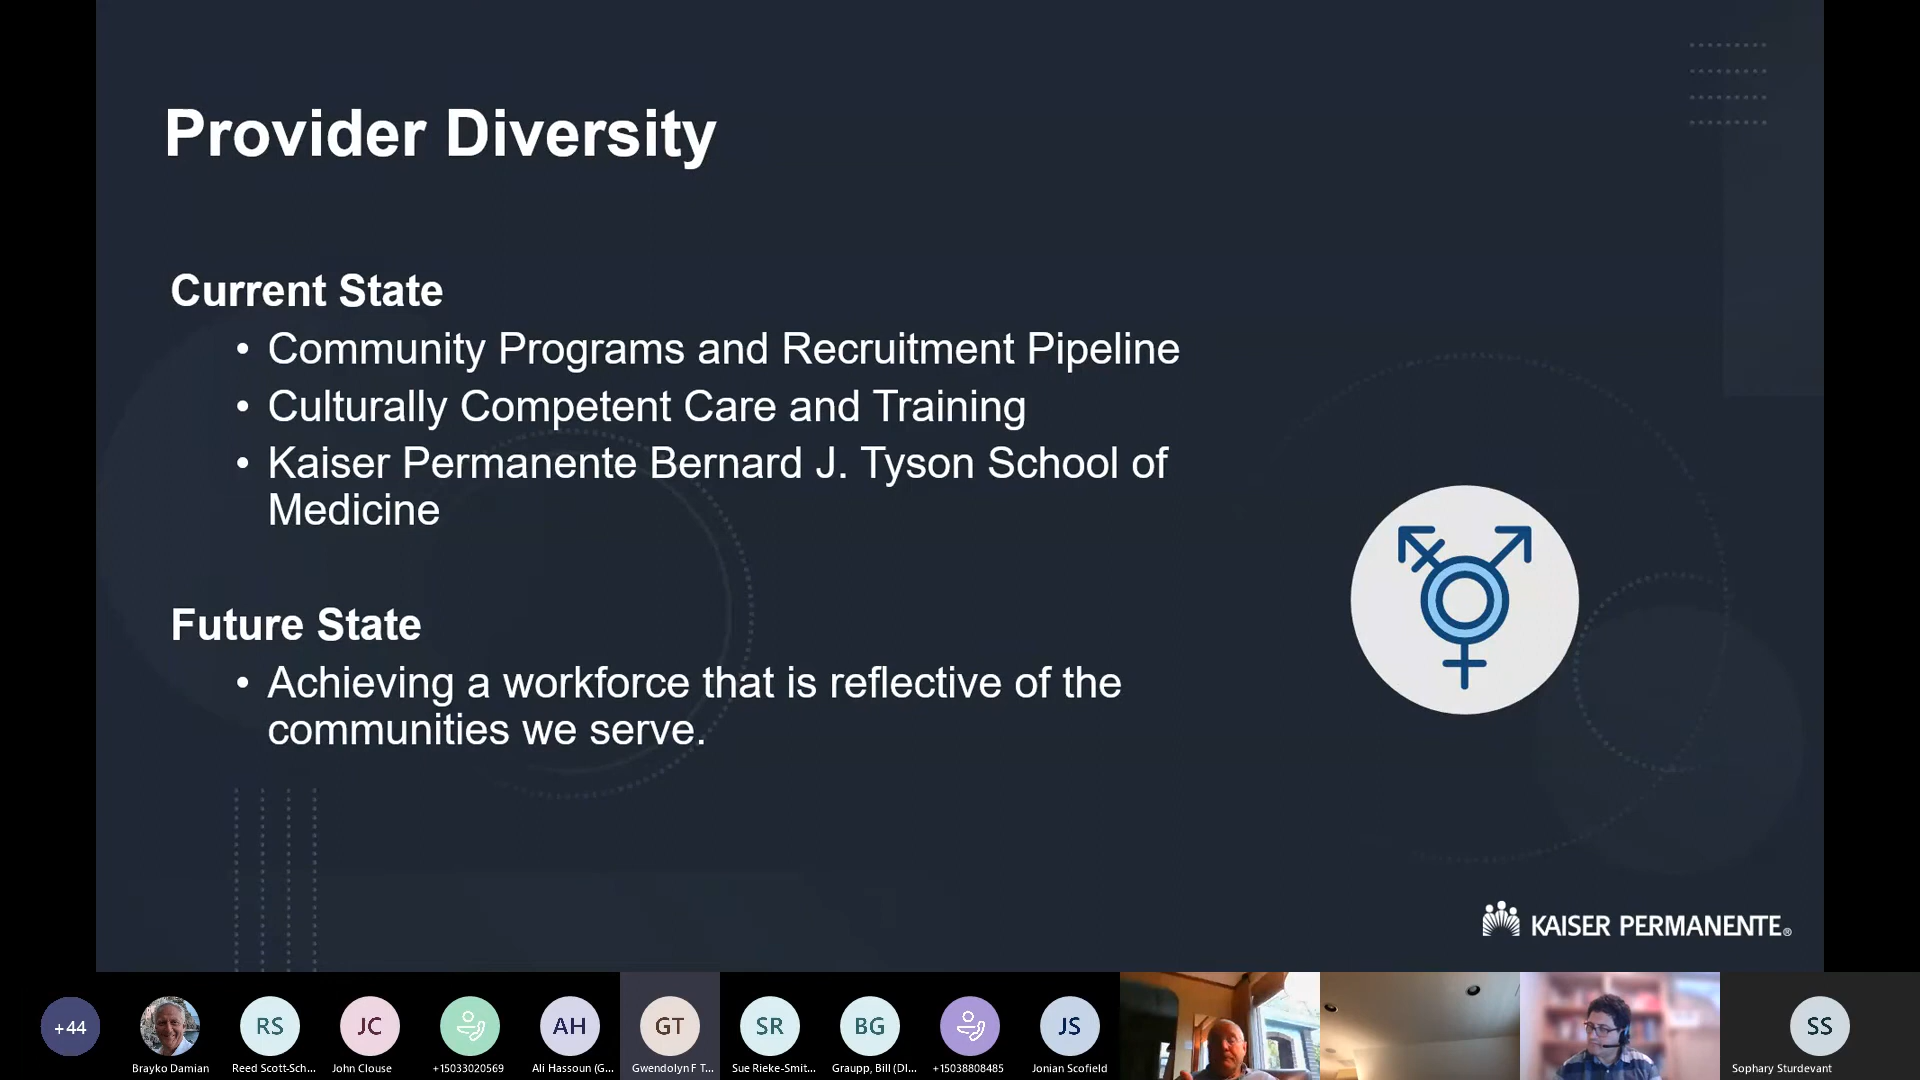 Provider Diversity
Current State
• Community Programs and Recruitment Pipeline
• Culturally Competent Care and Training
• Kaiser Permanente Bernard J. Tyson School of
Medicine
Future State
• Achieving a workforce that is reflective of the
communities we serve.
KAISER PERMANENTE®
+44
RS
JC
AH
GT
SR
BG
JS
SS
Brayko Damian
Reed Scott-Sch...
John Clouse
+15033020569
Ali Hassoun (G...
Gwendolyn F T...
Sue Rieke-Smit...
Graupp, Bill (DI...
+15038808485
Jonian Scofield
Sophary Sturdevant